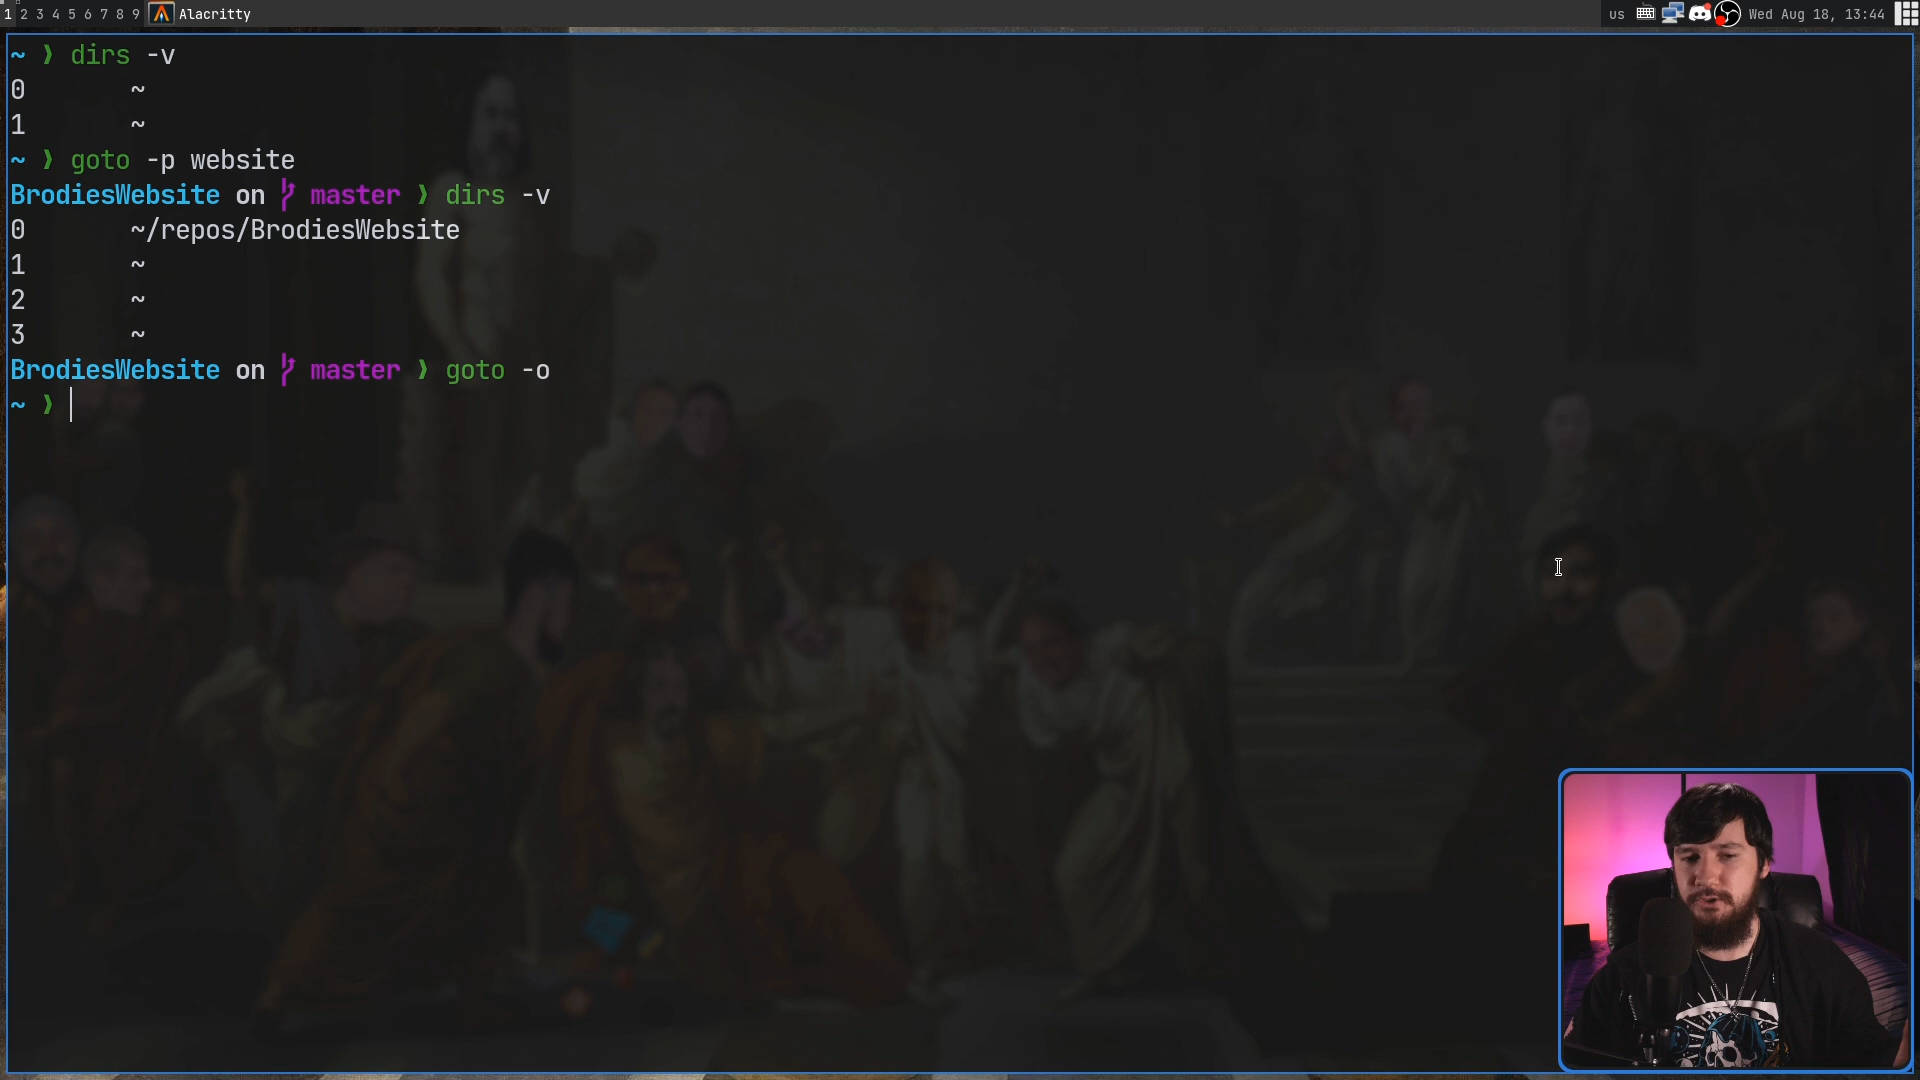 1 2 3 4 5 6 7 8 9 Alacritty us Wed Aug 18, 13:44
~ ❯ dirs -v
0 ~
1 ~
~ ❯ goto -p website
BrodiesWebsite on master ❯ dirs -v
0 ~/repos/BrodiesWebsite
1 ~
2 ~
3 ~
BrodiesWebsite on master ❯ goto -o
~ ❯